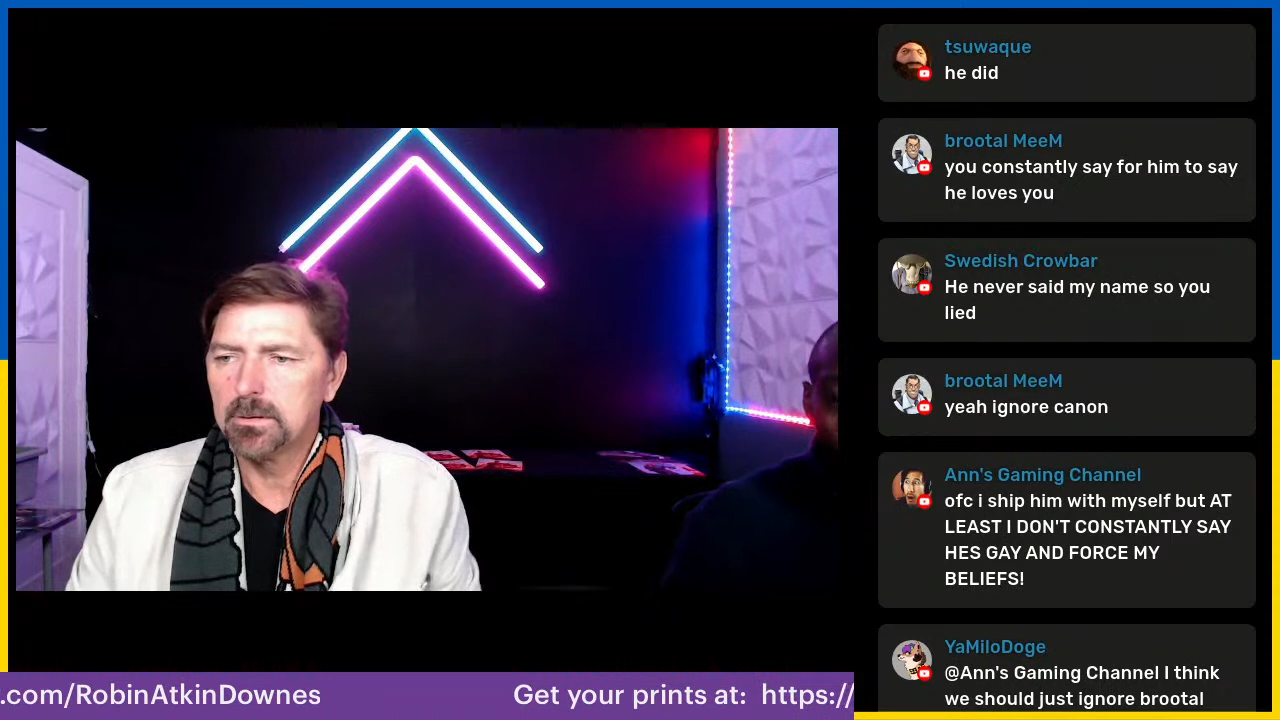 tsuwaque
he did
brootal MeeM
you constantly say for him to say
he loves you
Swedish Crowbar
He never said my name so you
lied
brootal MeeM
yeah ignore canon
Ann's Gaming Channel
ofc i ship him with myself but AT
LEAST I DON'T CONSTANTLY SAY
HES GAY AND FORCE MY
BELIEFS!
YaMiloDoge
@Ann's Gaming Channel I think
we should just ignore brootal
.com/RobinAtkinDownes Get your prints at: https://